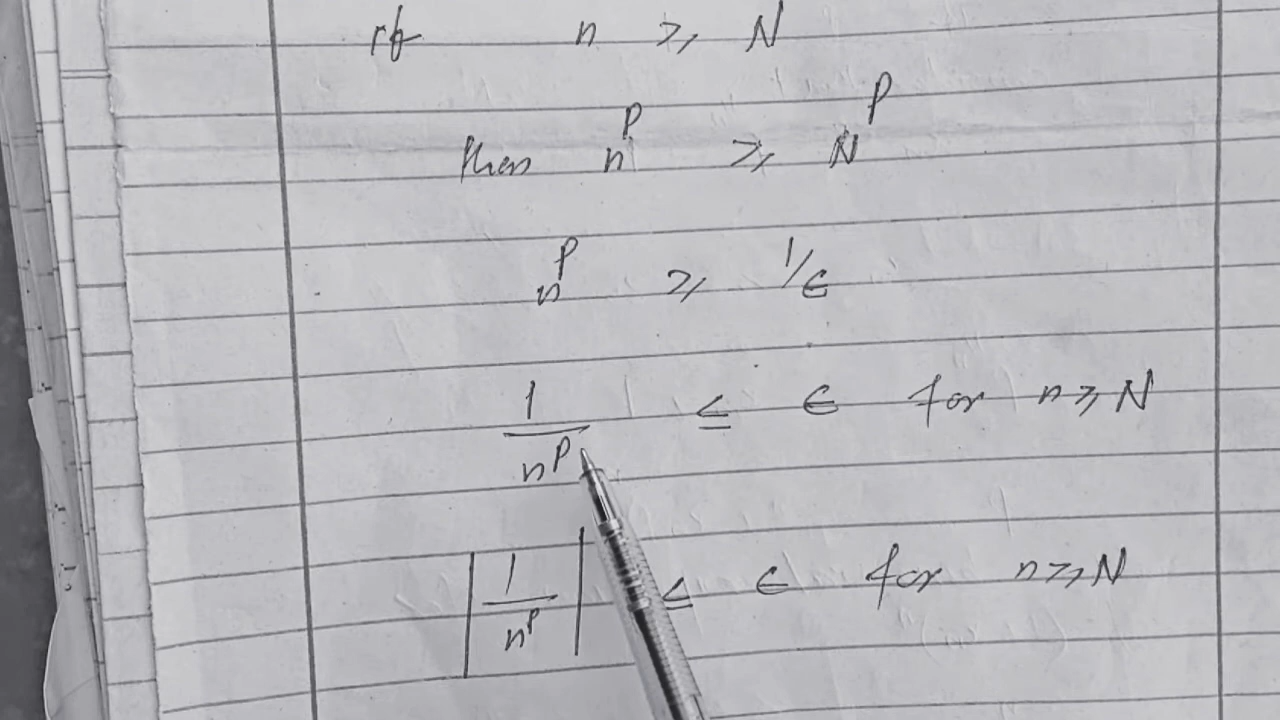 if n ⩾ N
then n^p ⩾ N^p
n^p ⩾ 1/ϵ
1/n^p ≤ ϵ for n ⩾ N
|1/n^p| ≤ ϵ for n ⩾ N